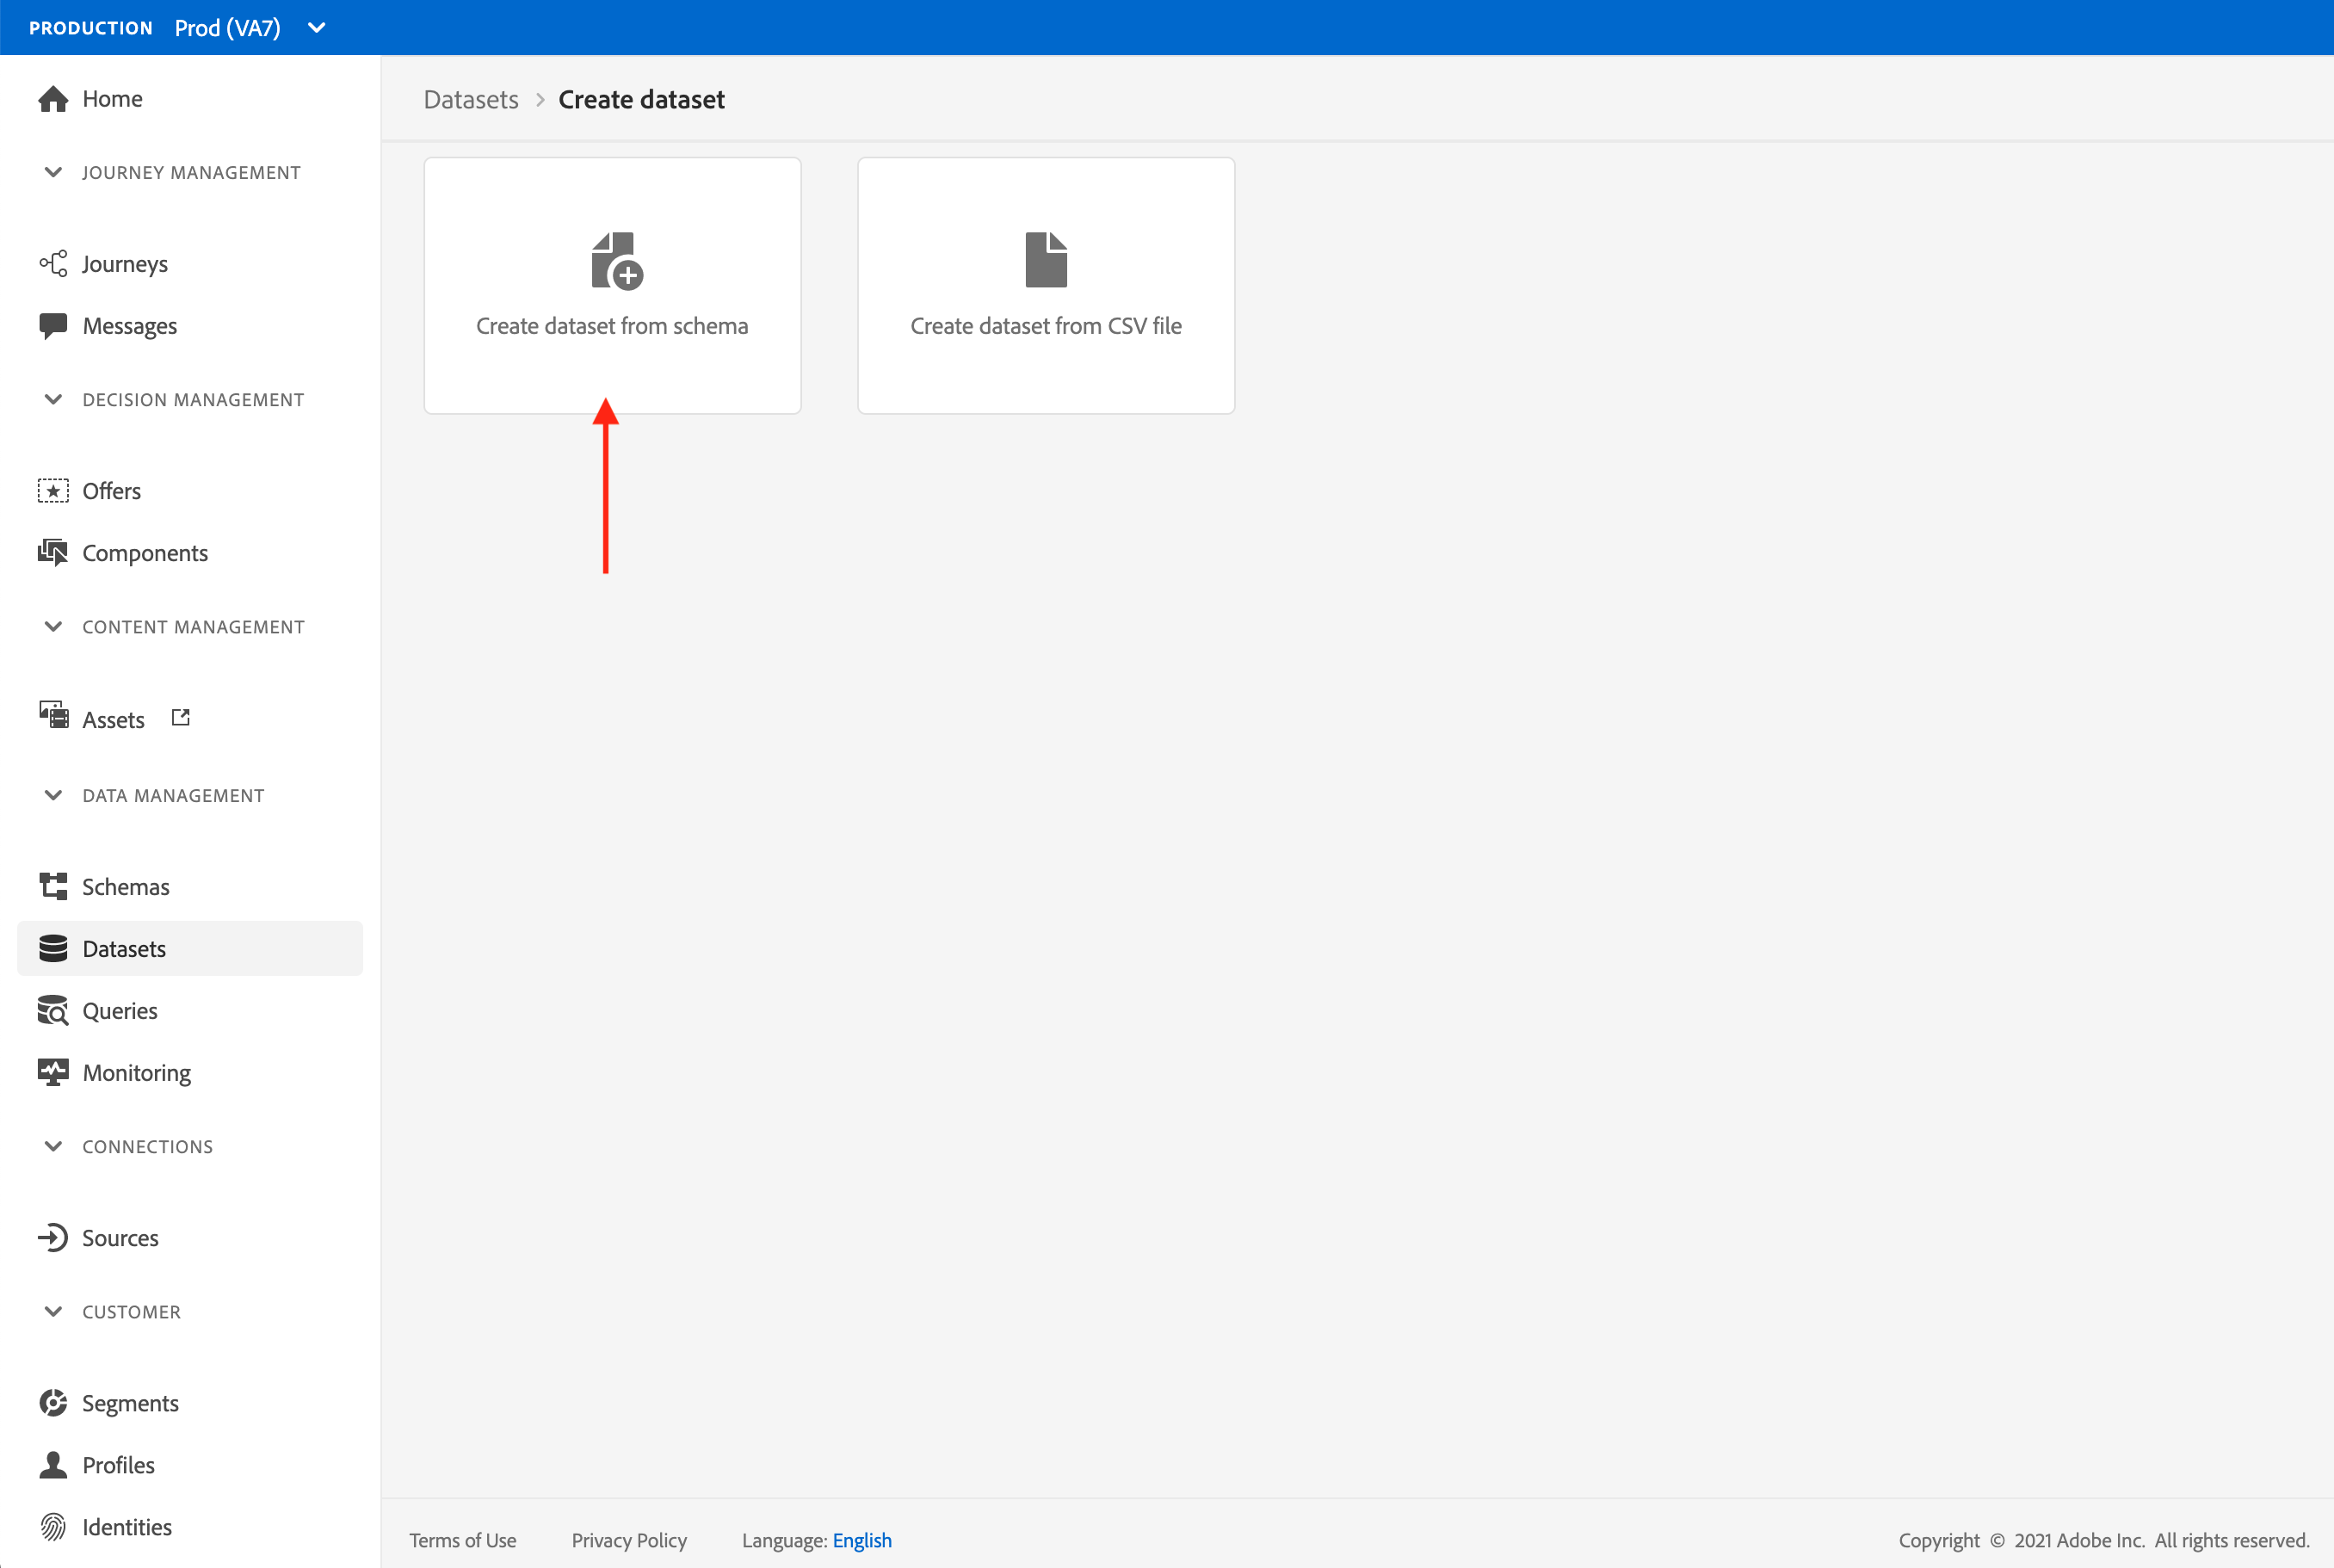 PRODUCTION Prod (VA7)
Home
JOURNEY MANAGEMENT
Journeys
Messages
DECISION MANAGEMENT
Offers
Components
CONTENT MANAGEMENT
Assets
DATA MANAGEMENT
Schemas
Datasets
Queries
Monitoring
CONNECTIONS
Sources
CUSTOMER
Segments
Profiles
Identities
Datasets > Create dataset
Create dataset from schema
Create dataset from CSV file
Terms of Use Privacy Policy Language: English Copyright © 2021 Adobe Inc. All rights reserved.